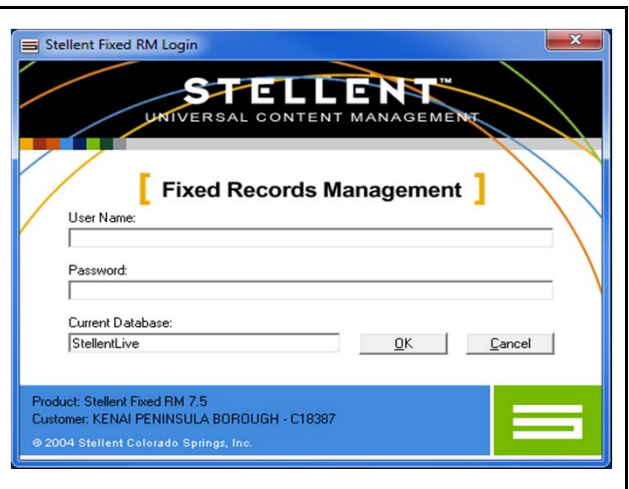 Stellent Fixed RM Login
STELLENT™
UNIVERSAL CONTENT MANAGEMENT
[ Fixed Records Management ]
User Name:
Password:
Current Database:
StellentLive
OK
Cancel
Product: Stellent Fixed RM 7.5
Customer: KENAI PENINSULA BOROUGH - C18387
© 2004 Stellent Colorado Springs, Inc.